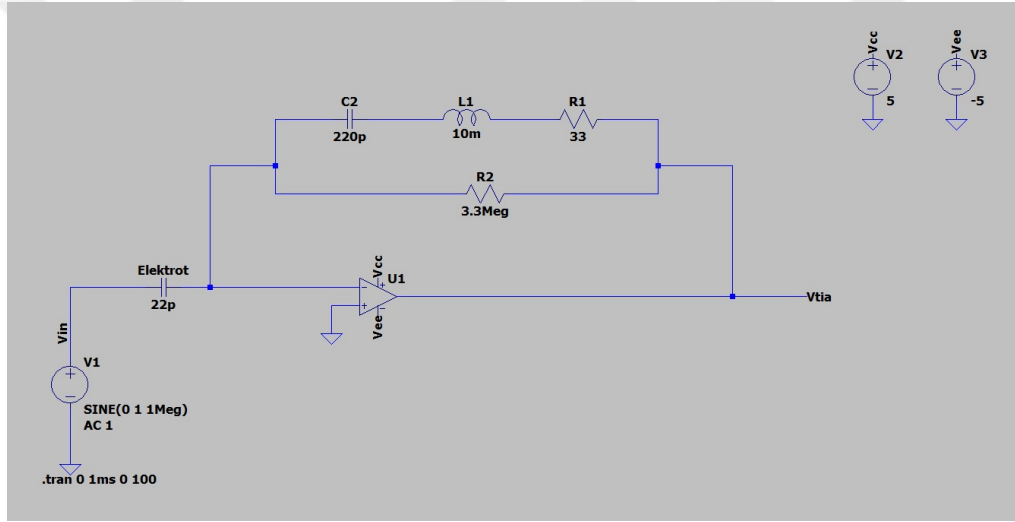 Vcc
V2
5
Vee
V3
-5
C2
220p
L1
10m
R1
33
R2
3.3Meg
Elektrot
22p
Vcc
U1
Vee
Vtia
Vin
V1
SINE(0 1 1Meg)
AC 1
.tran 0 1ms 0 100